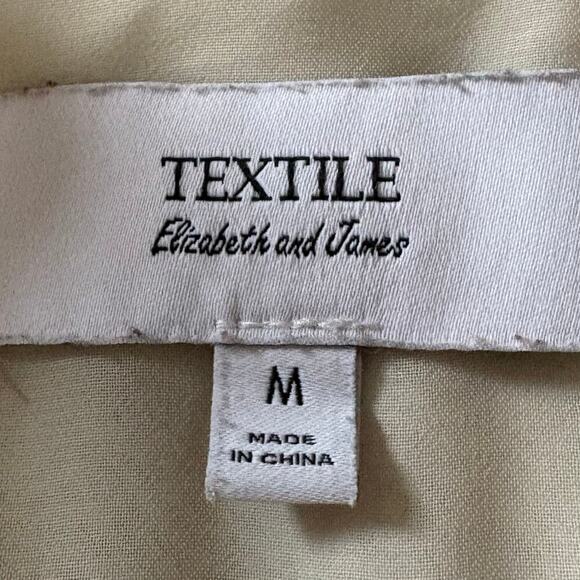 TEXTILE
Elizabeth and James
M
MADE
IN CHINA